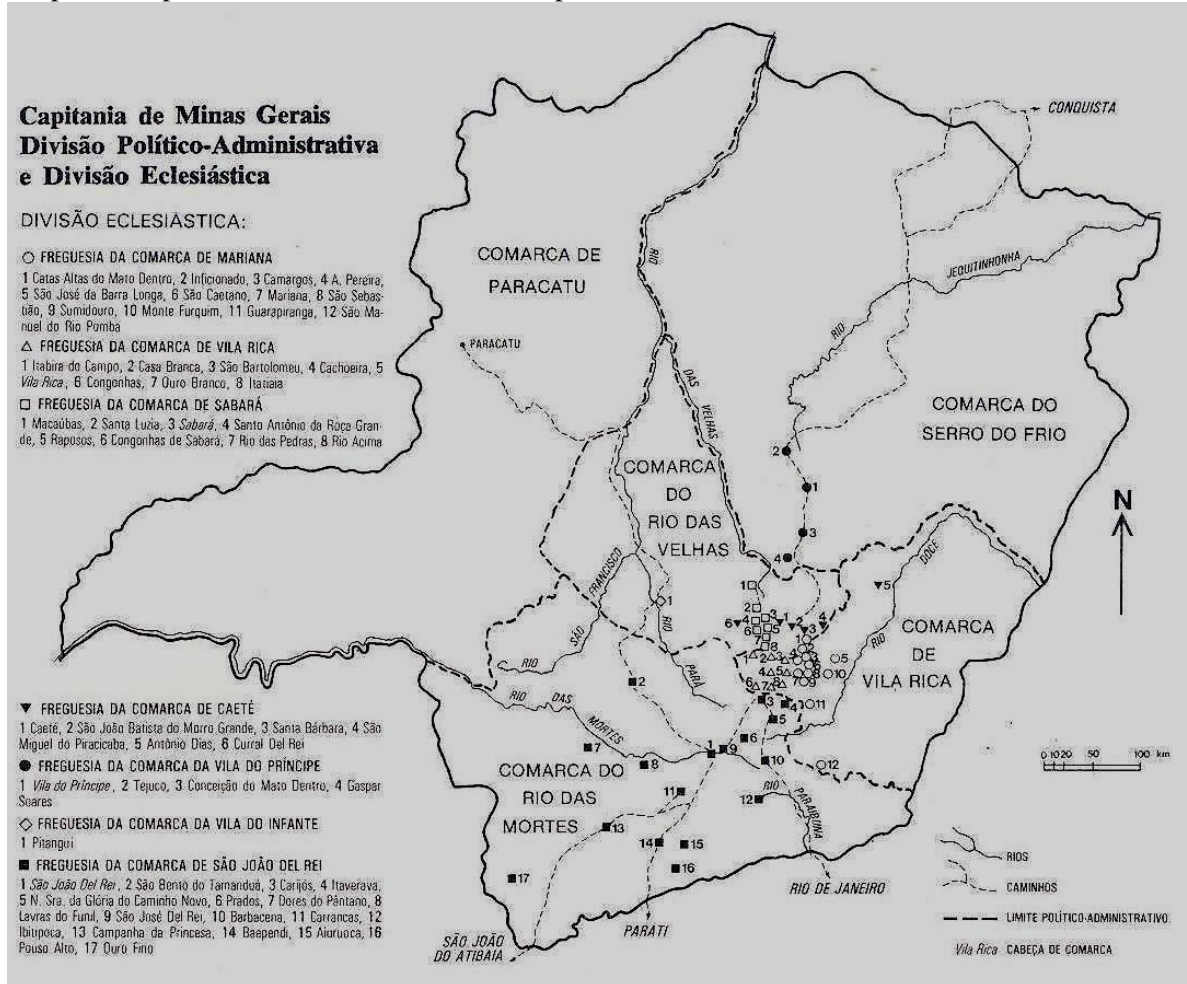 Capitania de Minas Gerais
Divisão Político-Administrativa
e Divisão Eclesiástica
DIVISÃO ECLESIÁSTICA:
FREGUESIA DA COMARCA DE MARIANA
1 Catas Altas do Mato Dentro, 2 Inficionado, 3 Camargos, 4 A. Pereira,
5 São José da Barra Longa, 6 São Caetano, 7 Mariana, 8 São Sebas-
tião, 9 Sumidouro, 10 Monte Furquim, 11 Guarapiranga, 12 São Ma-
nuel do Rio Pomba
FREGUESIA DA COMARCA DE VILA RICA
1 Itabira do Campo, 2 Casa Branca, 3 São Bartolomeu, 4 Cachoeira, 5
Vila Rica, 6 Congonhas, 7 Ouro Branco, 8 Itatiaia
FREGUESIA DA COMARCA DE SABARÁ
1 Macaúbas, 2 Santa Luzia, 3 Sabará, 4 Santo Antônio da Roça Gran-
de, 5 Raposos, 6 Congonhas de Sabará, 7 Rio das Pedras, 8 Rio Acima
FREGUESIA DA COMARCA DE CAETÉ
1 Caeté, 2 São João Batista do Morro Grande, 3 Santa Bárbara, 4 São
Miguel do Piracicaba, 5 Antônio Dias, 6 Curral Del Rei
FREGUESIA DA COMARCA DA VILA DO PRÍNCIPE
1 Vila do Príncipe, 2 Tejuco, 3 Conceição do Mato Dentro, 4 Gaspar
Soares
FREGUESIA DA COMARCA DA VILA DO INFANTE
1 Pitangui
FREGUESIA DA COMARCA DE SÃO JOÃO DEL REI
1 São João Del Rei, 2 São Bento do Tamanduá, 3 Carijós, 4 Itaverava,
5 N. Sra. da Glória do Caminho Novo, 6 Prados, 7 Dores do Pântano, 8
Lavras do Funil, 9 São José Del Rei, 10 Barbacena, 11 Carrancas, 12
Ibitipoca, 13 Campanha da Princesa, 14 Baependi, 15 Aiuruoca, 16
Pouso Alto, 17 Ouro Fino
CONQUISTA
COMARCA DE
PARACATU
PARACATU
RIO
DAS
VELHAS
RIO
JEQUITINHONHA
COMARCA DO
SERRO DO FRIO
COMARCA
DO
RIO DAS
VELHAS
N
RIO
DOCE
COMARCA
DE
VILA RICA
RIO
SÃO
FRANCISCO
RIO
PARÁ
RIO
DAS
MORTES
COMARCA DO
RIO DAS
MORTES
RIO
PARAIBUNA
RIO DE JANEIRO
PARATI
SÃO JOÃO
DO ATIBAIA
0 10 20 50 100 km
RIOS
CAMINHOS
LIMITE POLÍTICO-ADMINISTRATIVO
Vila Rica CABEÇA DE COMARCA